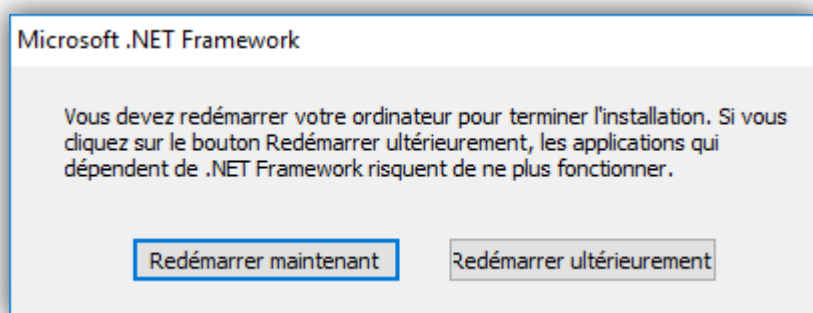 Microsoft .NET Framework
Vous devez redémarrer votre ordinateur pour terminer l'installation. Si vous
cliquez sur le bouton Redémarrer ultérieurement, les applications qui
dépendent de .NET Framework risquent de ne plus fonctionner.
Redémarrer maintenant
Redémarrer ultérieurement